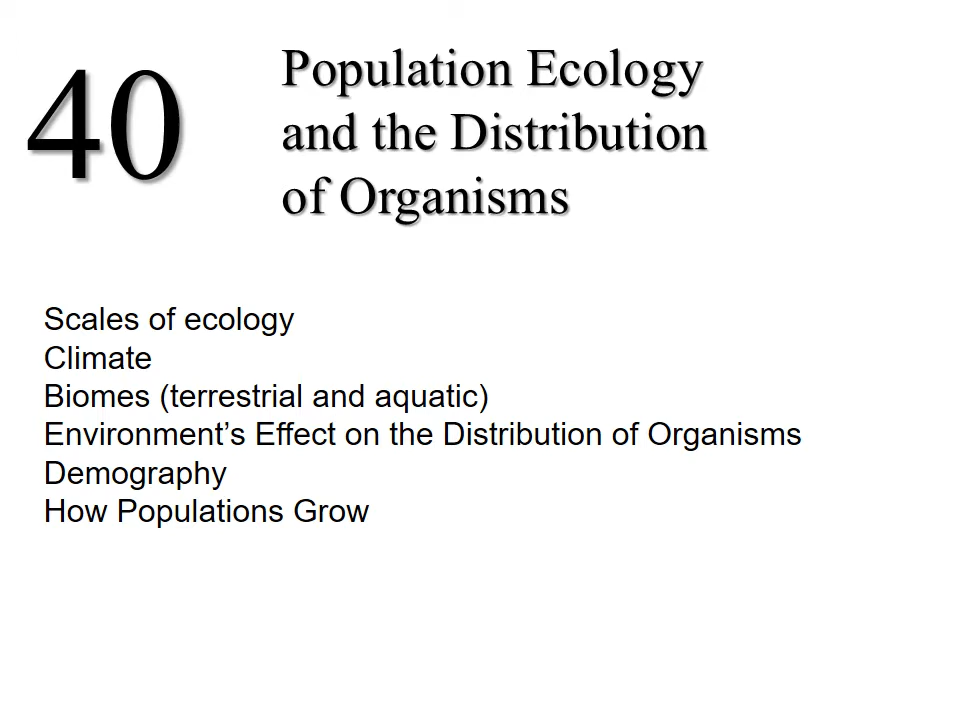 40
Population Ecology
and the Distribution
of Organisms
Scales of ecology
Climate
Biomes (terrestrial and aquatic)
Environment’s Effect on the Distribution of Organisms
Demography
How Populations Grow